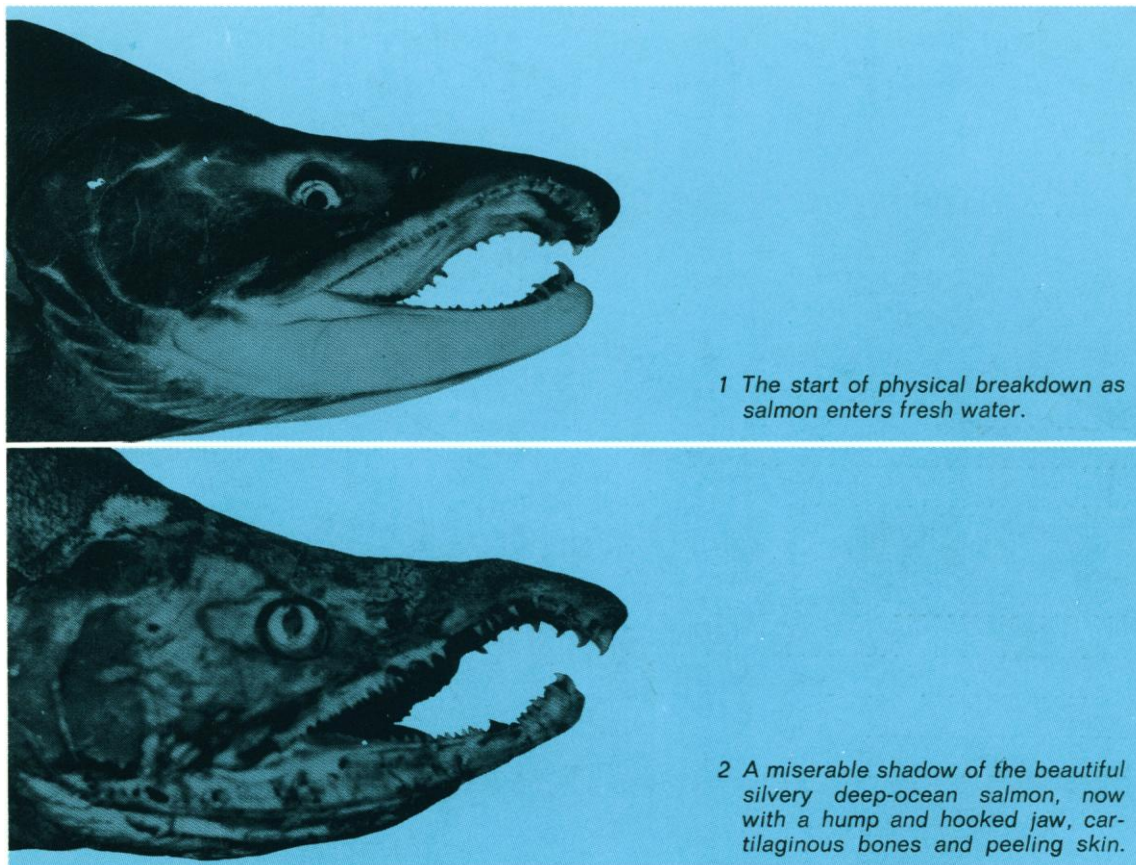 1 The start of physical breakdown as
salmon enters fresh water.
2 A miserable shadow of the beautiful
silvery deep-ocean salmon, now
with a hump and hooked jaw, car-
tilaginous bones and peeling skin.